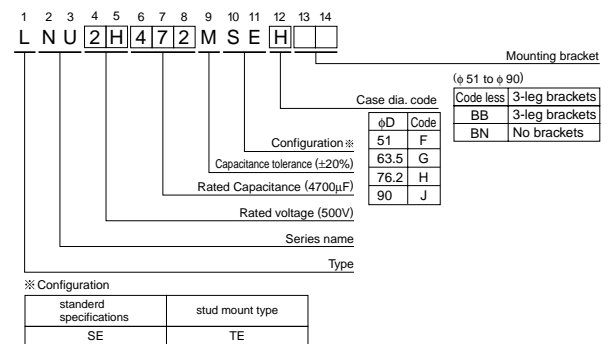 1 2 3 4 5 6 7 8 9 10 11 12 13 14
L N U 2 H 4 7 2 M S E H
Mounting bracket
(ϕ 51 to ϕ 90)
Code less 3-leg brackets
BB 3-leg brackets
BN No brackets
Case dia. code
ϕD Code
51 F
63.5 G
76.2 H
90 J
Configuration※
Capacitance tolerance (±20%)
Rated Capacitance (4700µF)
Rated voltage (500V)
Series name
Type
※ Configuration
standerd specifications stud mount type
SE TE